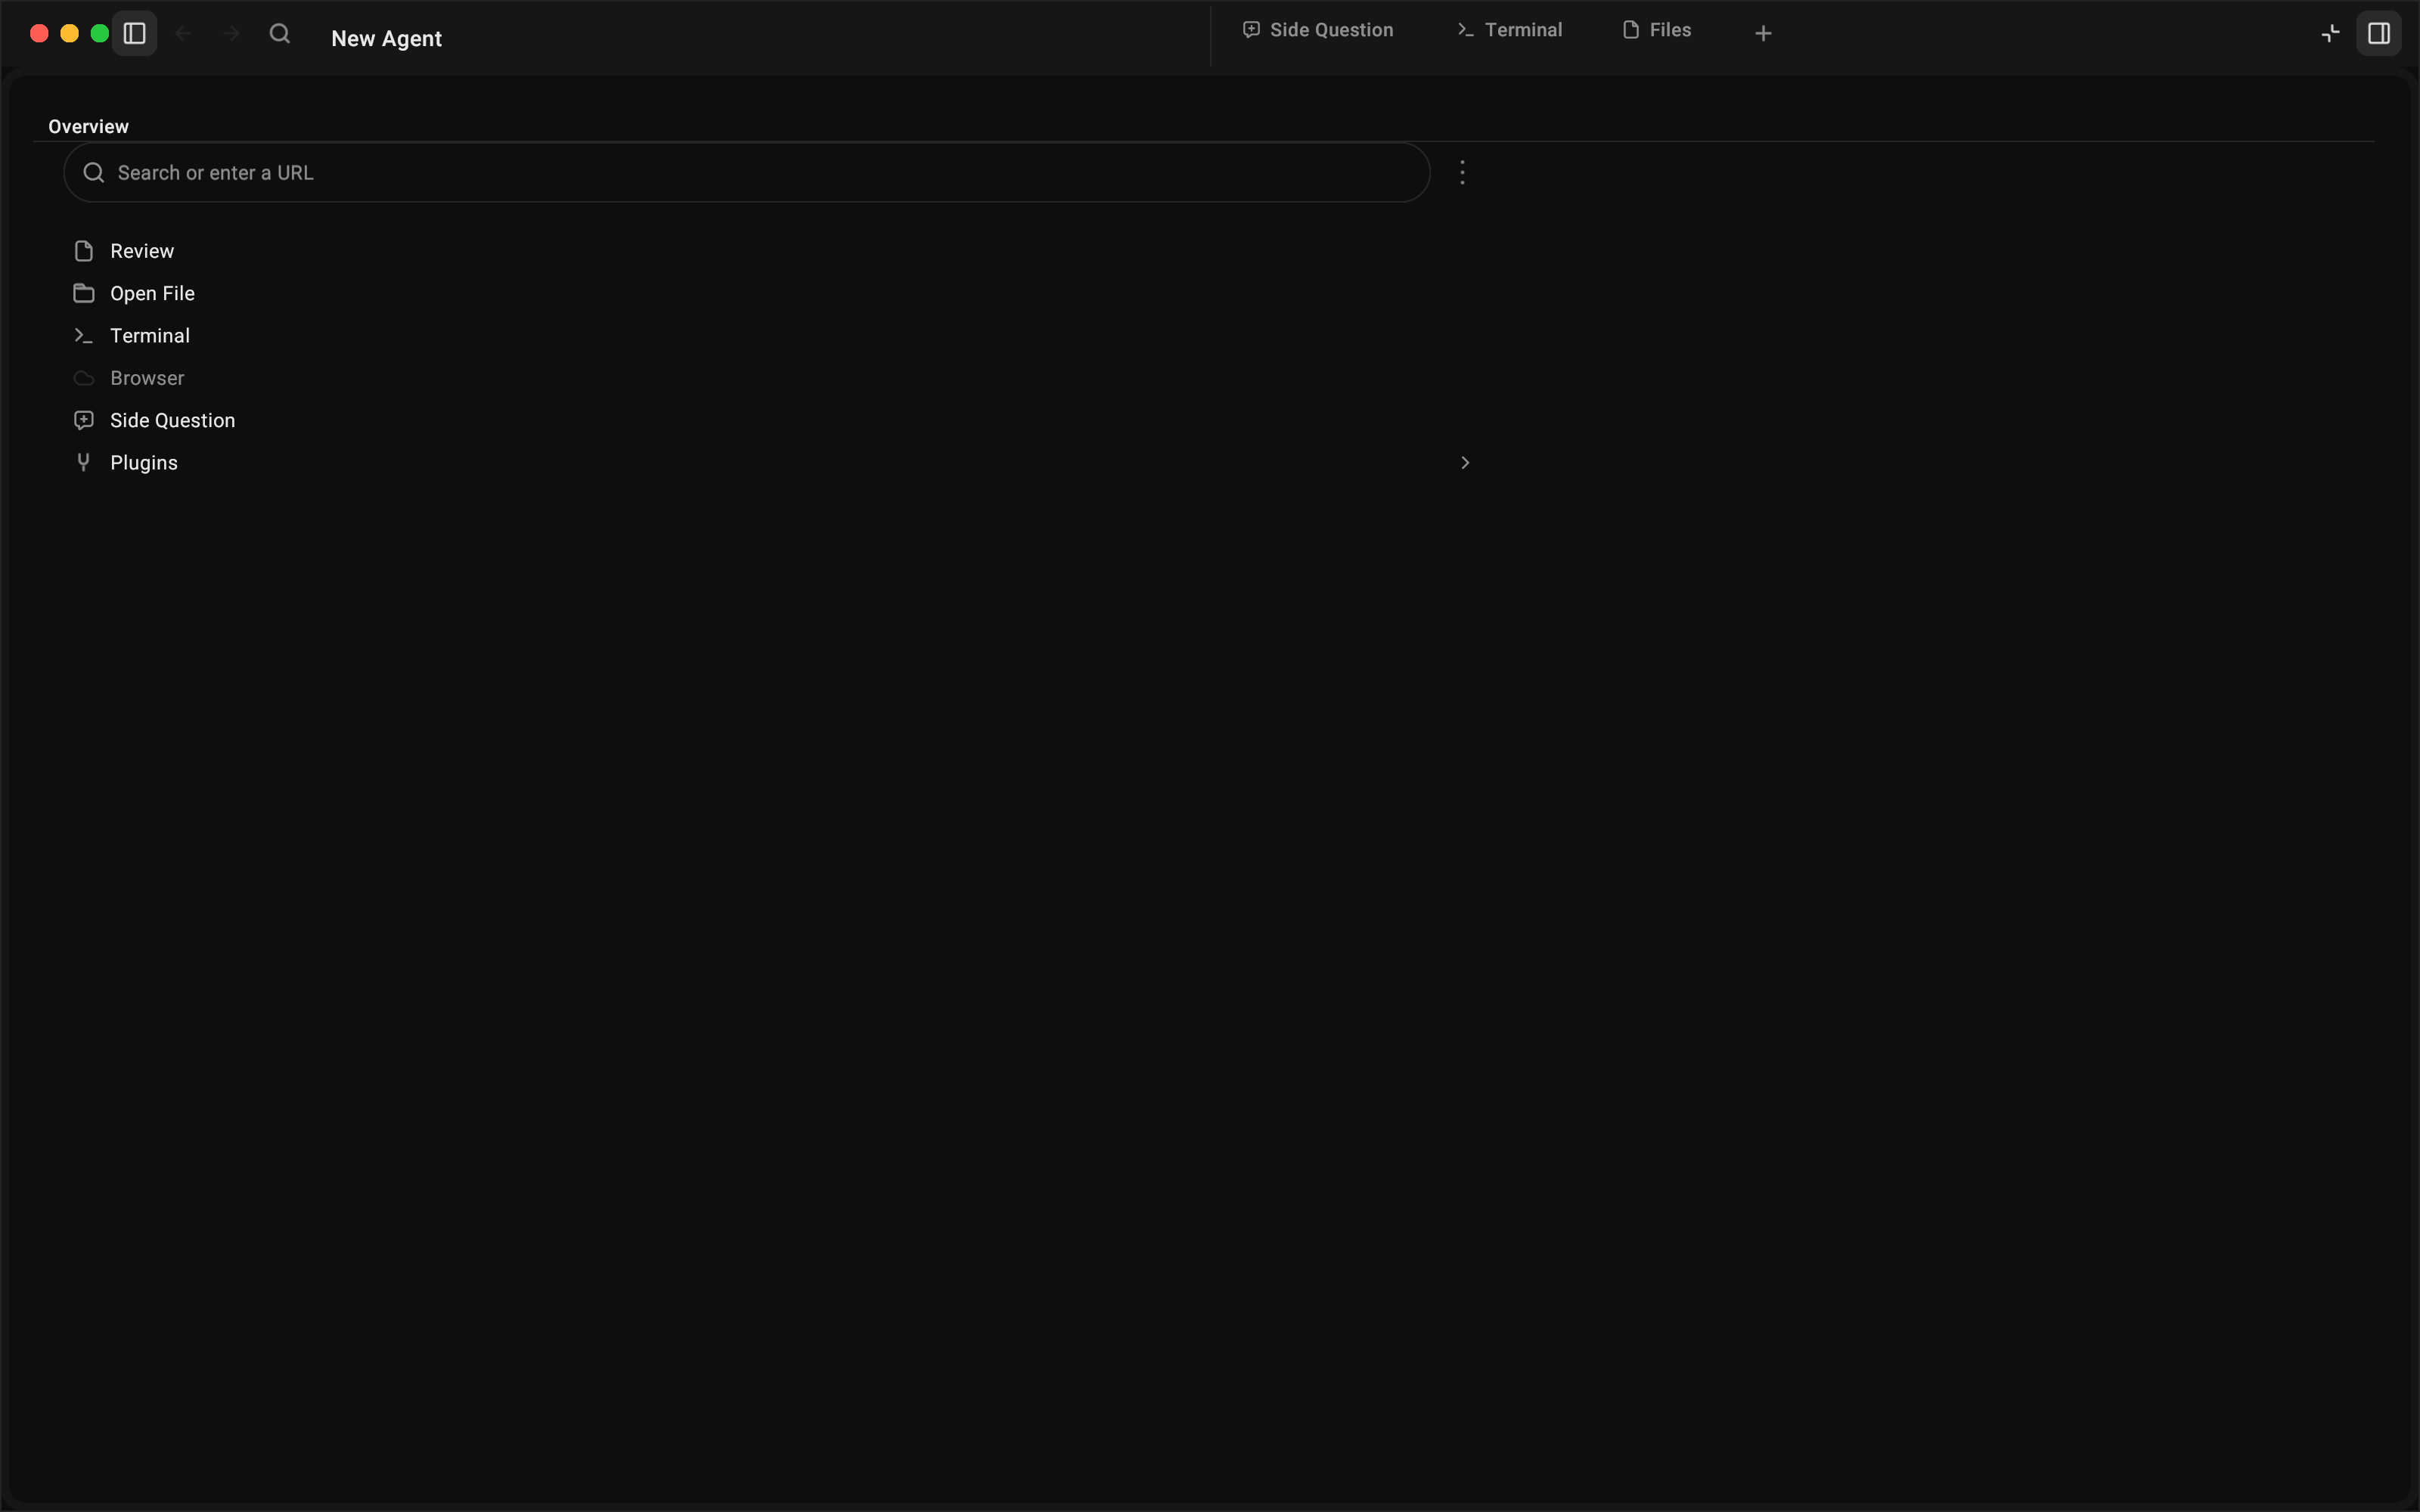 New Agent
Side Question
Terminal
Files
Overview
Search or enter a URL
Review
Open File
Terminal
Browser
Side Question
Plugins